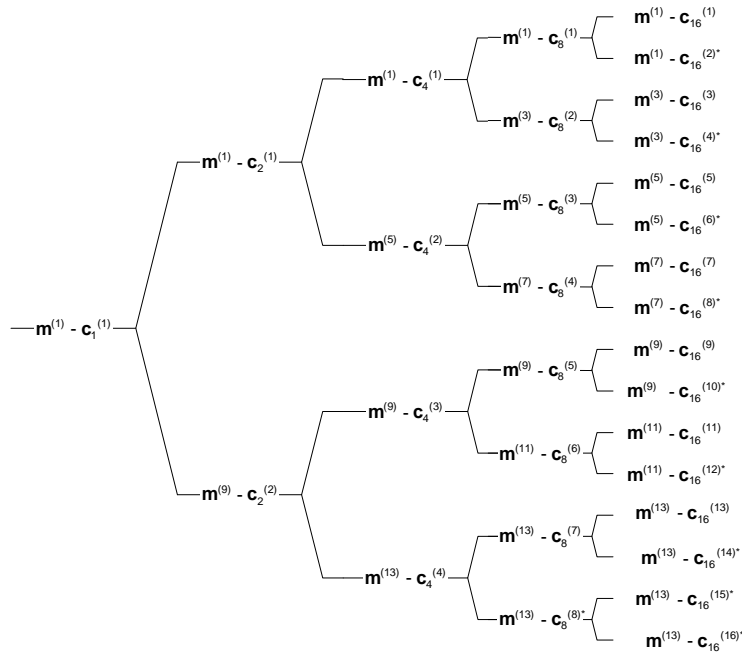 m(1) - c16(1)
m(1) - c8(1)
m(1) - c16(2)*
m(1) - c4(1)
m(3) - c16(3)
m(3) - c8(2)
m(3) - c16(4)*
m(1) - c2(1)
m(5) - c16(5)
m(5) - c8(3)
m(5) - c16(6)*
m(5) - c4(2)
m(7) - c16(7)
m(7) - c8(4)
m(7) - c16(8)*
m(1) - c1(1)
m(9) - c16(9)
m(9) - c8(5)
m(9) - c16(10)*
m(9) - c4(3)
m(11) - c16(11)
m(11) - c8(6)
m(11) - c16(12)*
m(9) - c2(2)
m(13) - c16(13)
m(13) - c8(7)
m(13) - c16(14)*
m(13) - c4(4)
m(13) - c16(15)*
m(13) - c8(8)*
m(13) - c16(16)*